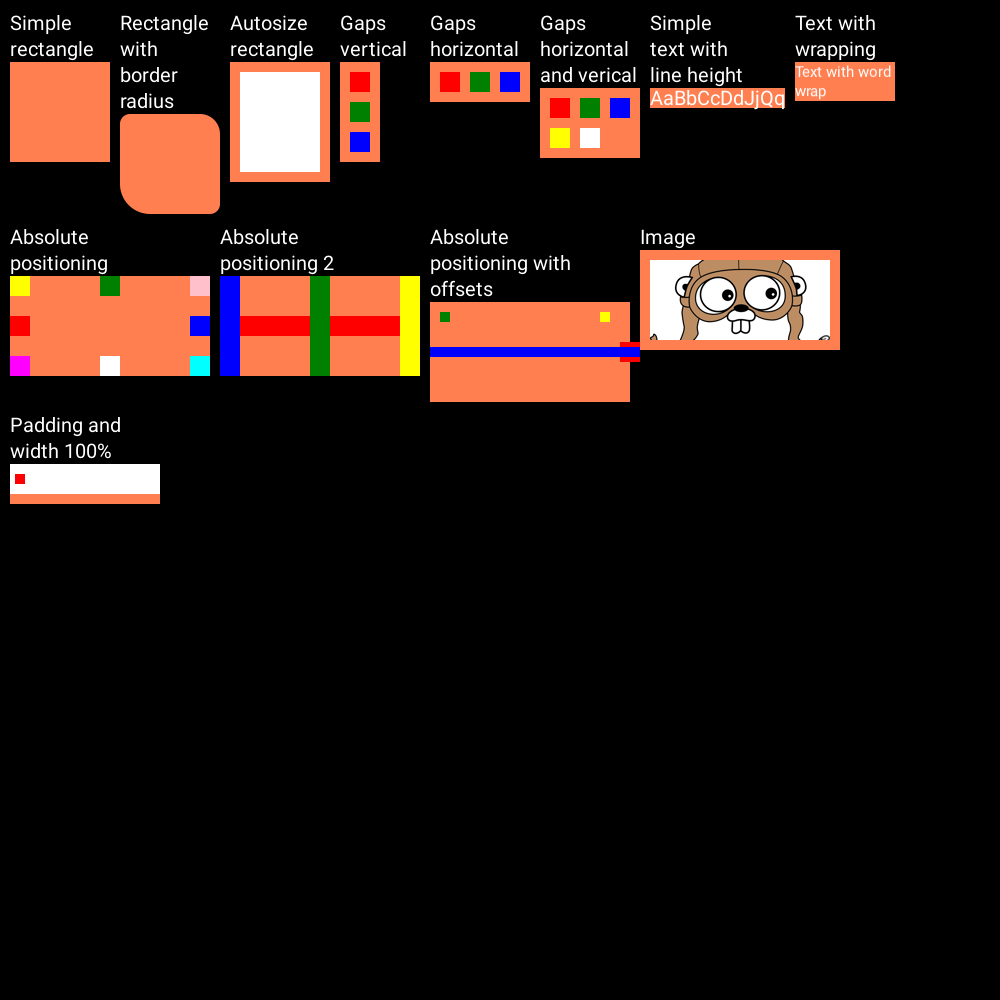 Simple
rectangle
Rectangle
with
border
radius
Autosize
rectangle
Gaps
vertical
Gaps
horizontal
Gaps
horizontal
and verical
Simple
text with
line height
AaBbCcDdJjQq
Text with
wrapping
Text with word
wrap
Absolute
positioning
Absolute
positioning 2
Absolute
positioning with
offsets
Image
Padding and
width 100%